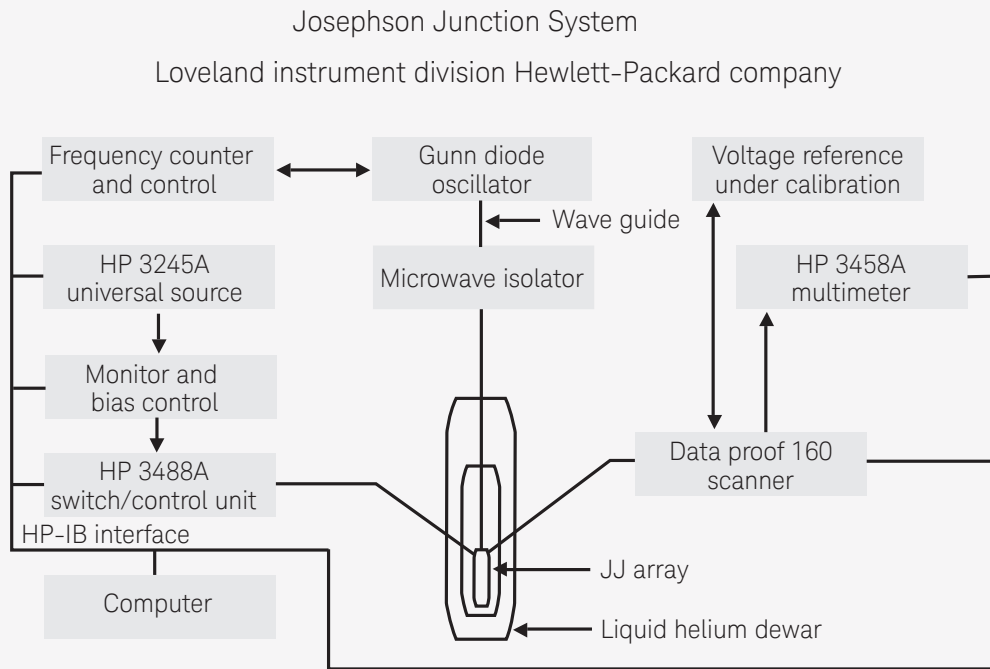 Josephson Junction System
Loveland instrument division Hewlett-Packard company
Frequency counter
and control
Gunn diode
oscillator
Voltage reference
under calibration
Wave guide
HP 3245A
universal source
Microwave isolator
HP 3458A
multimeter
Monitor and
bias control
Data proof 160
scanner
HP 3488A
switch/control unit
HP-IB interface
JJ array
Computer
Liquid helium dewar